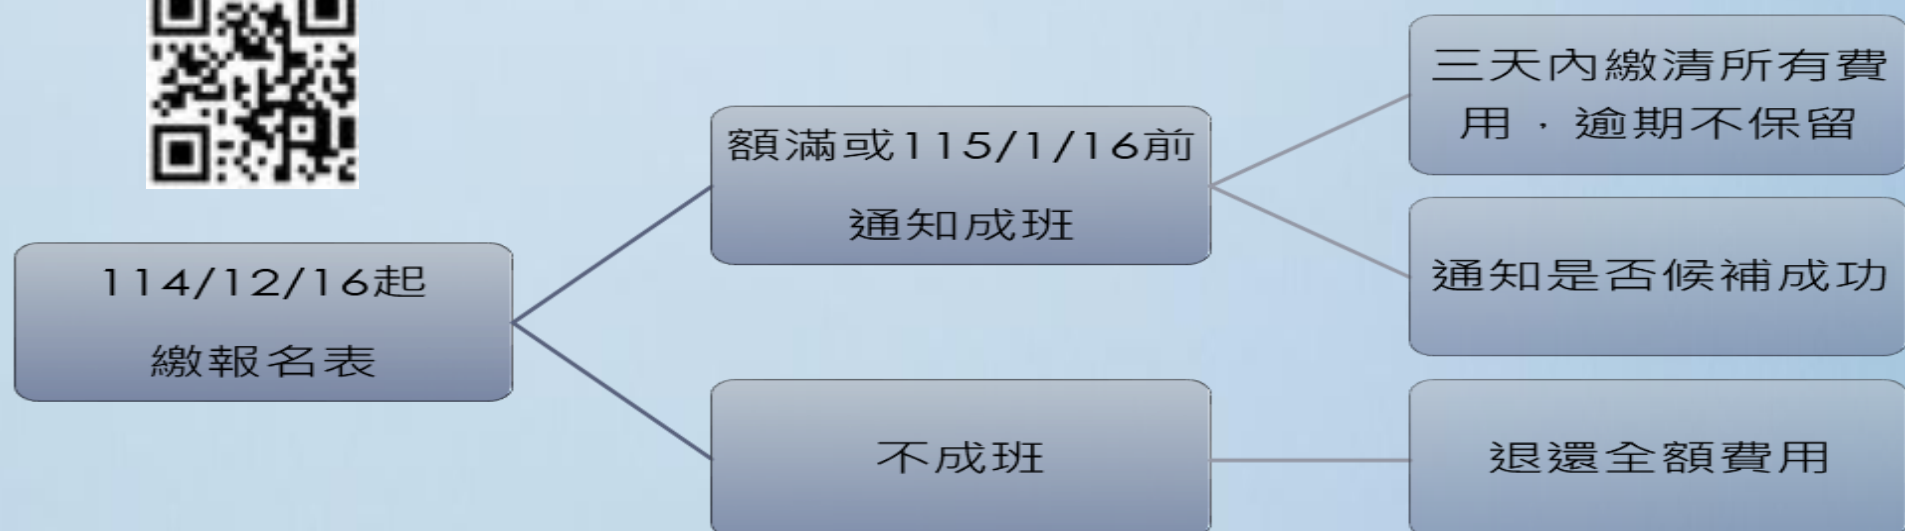 114/12/16起
繳報名表
額滿或115/1/16前
通知成班
不成班
三天內繳清所有費
用，逾期不保留
通知是否候補成功
退還全額費用